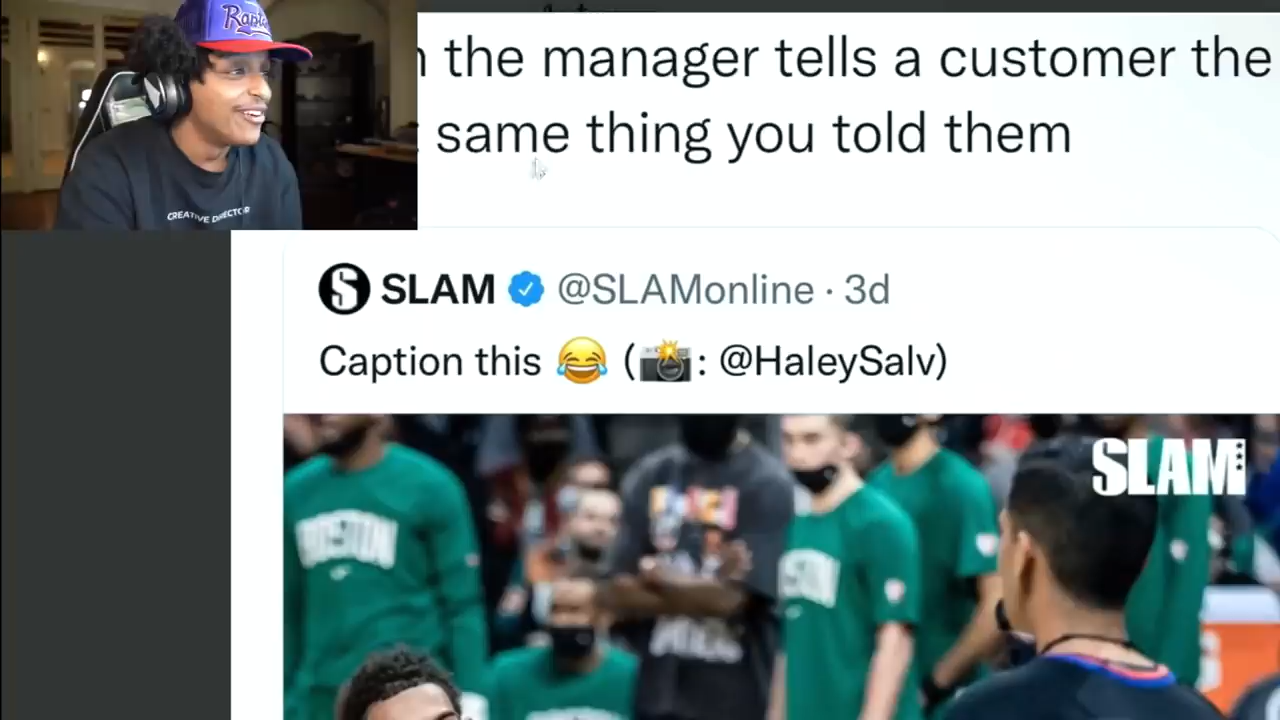 Rapto
CREATIVE DIRECTOR
the manager tells a customer the
same thing you told them
SLAM @SLAMonline · 3d
Caption this 😂 (📸: @HaleySalv)
SLAM
BOSTON